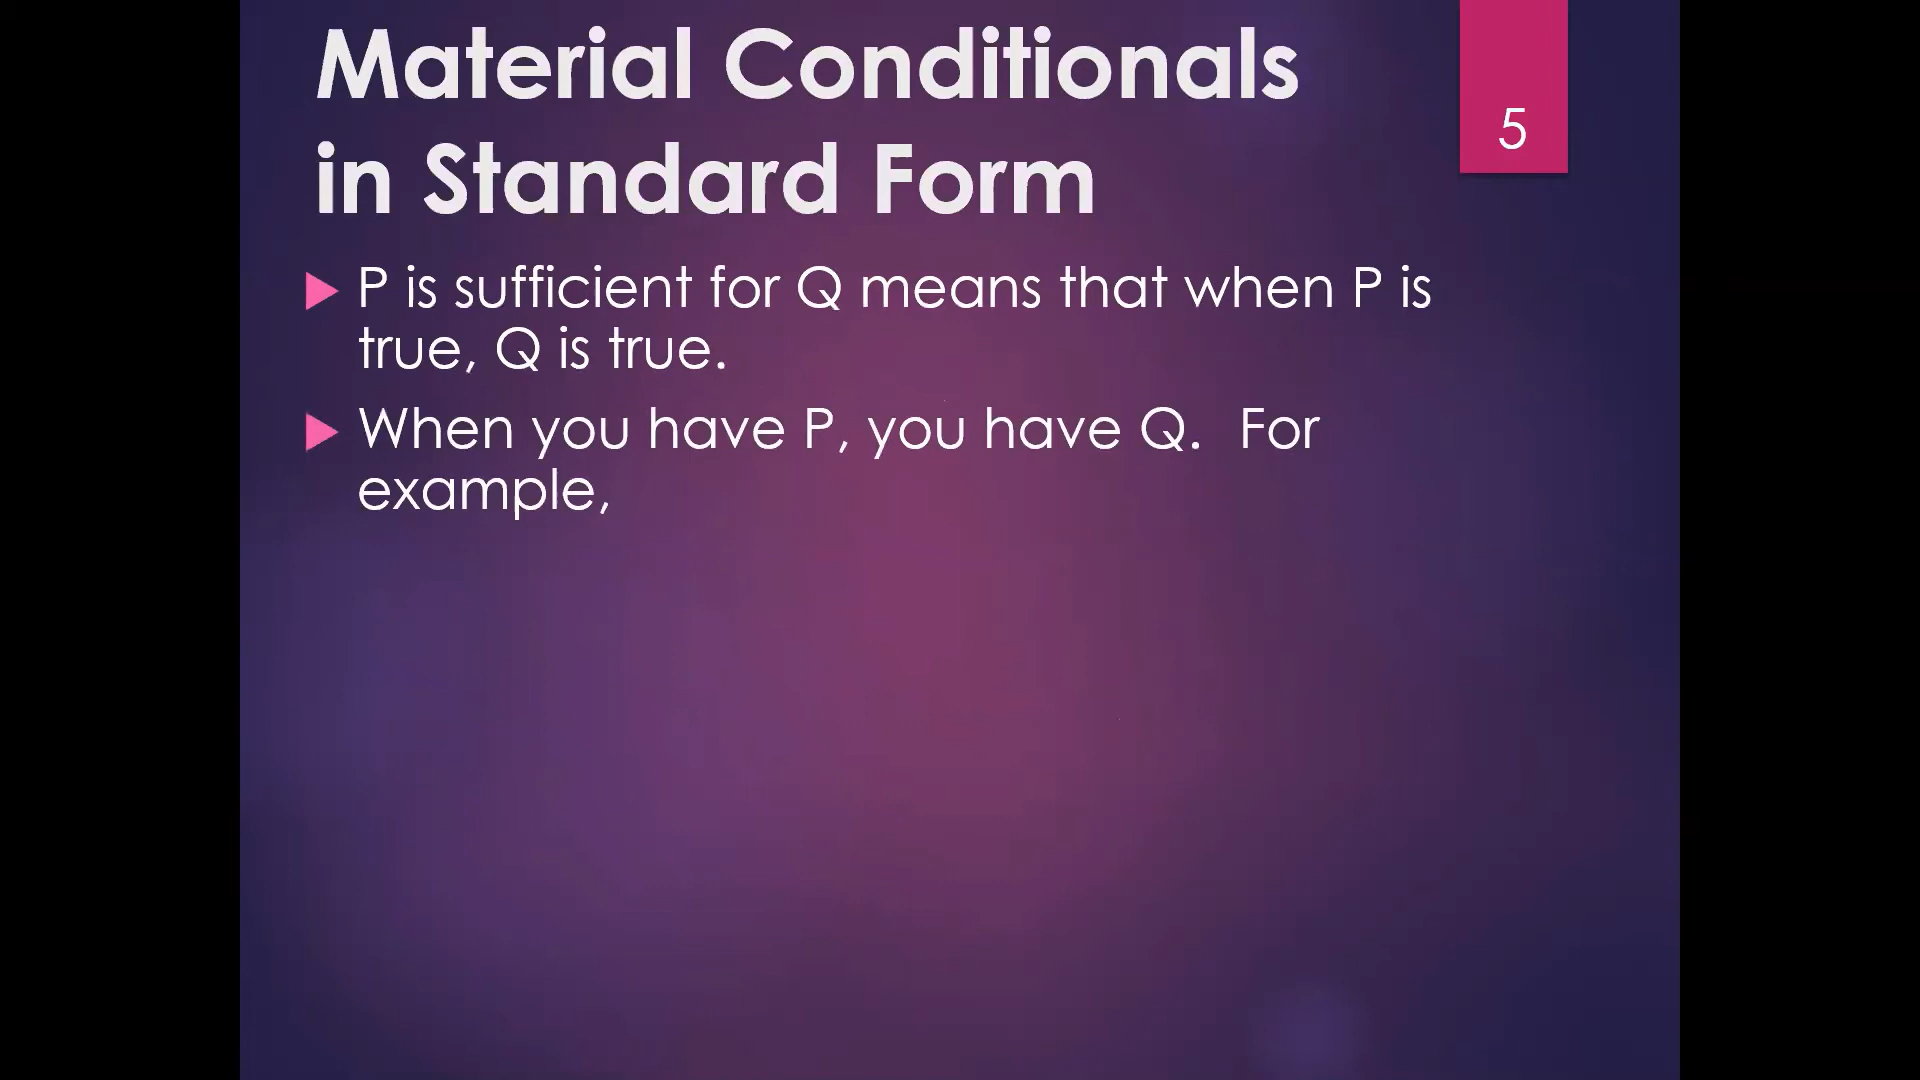 Material Conditionals
in Standard Form
5
P is sufficient for Q means that when P is
true, Q is true.
When you have P, you have Q.  For
example,